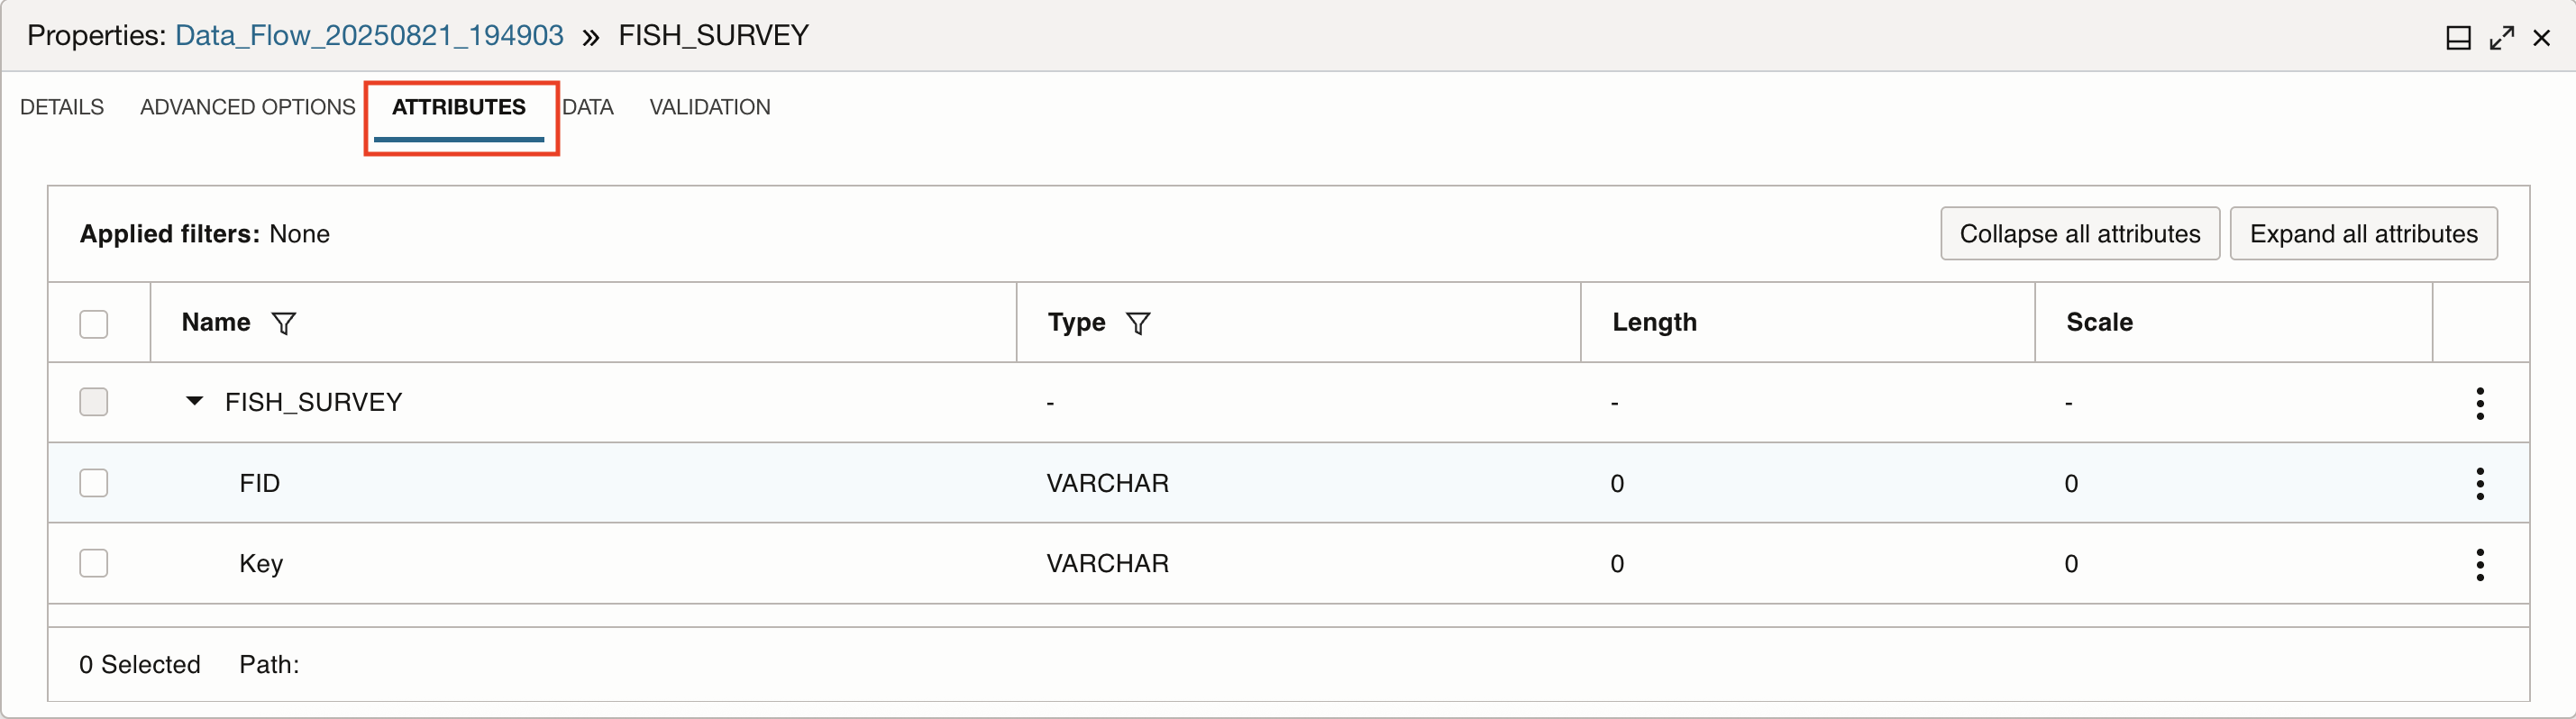 Properties: Data_Flow_20250821_194903 » FISH_SURVEY
DETAILS ADVANCED OPTIONS ATTRIBUTES DATA VALIDATION
Applied filters: None Collapse all attributes Expand all attributes
Name Type Length Scale
FISH_SURVEY - - -
FID VARCHAR 0 0
Key VARCHAR 0 0
0 Selected Path: